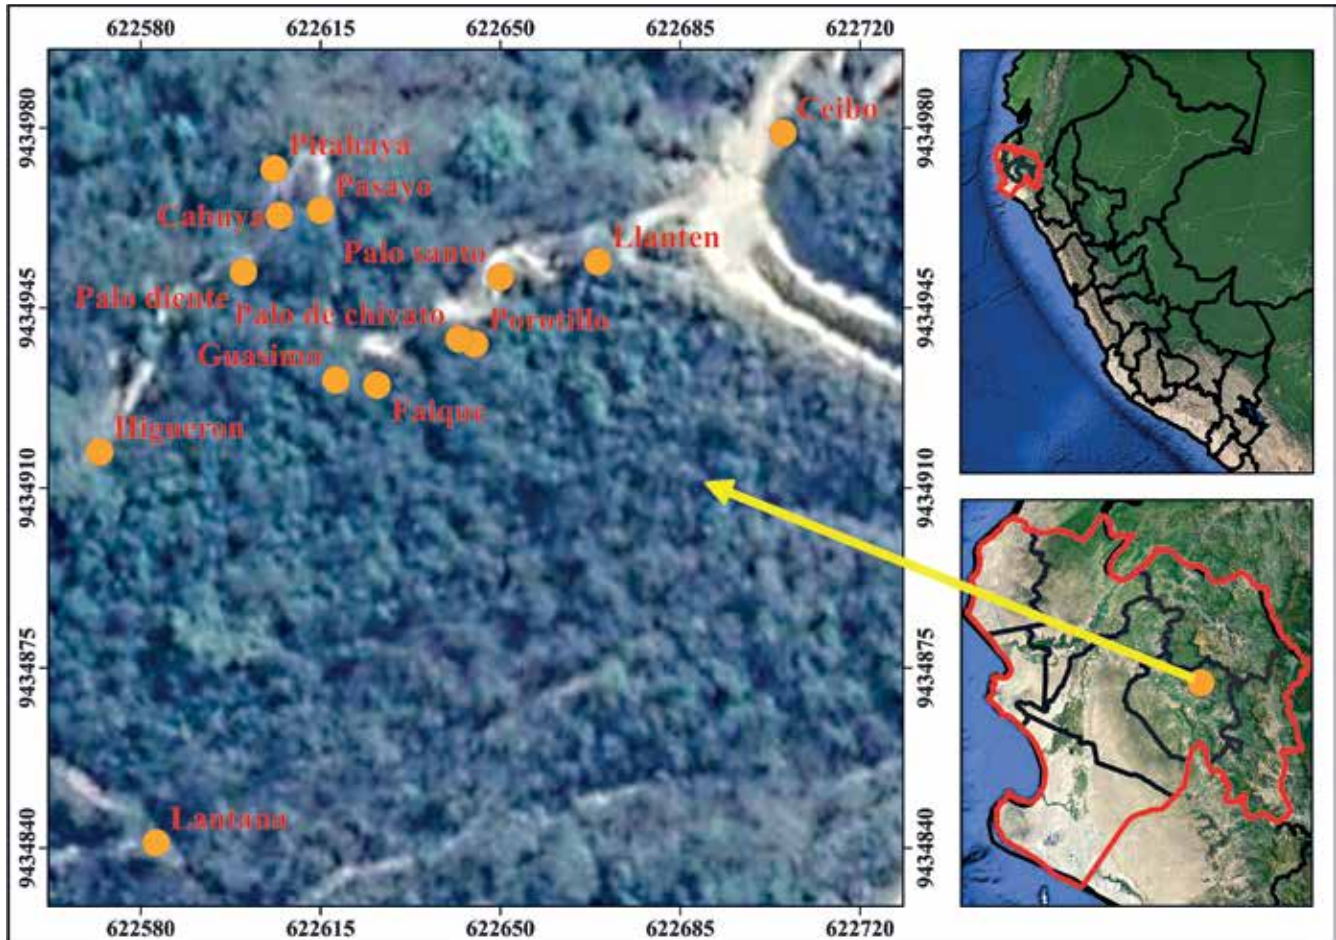 622580 622615 622650 622685 622720
9434980 9434980
Ceibo
Pitahaya
Pasayo
Cabuya
Llanten
Palo santo
9434945 9434945
Palo diente
Palo de chivato
Porotillo
Guasimo
Falque
Higueron
9434910 9434910
9434875 9434875
Lantana
9434840 9434840
622580 622615 622650 622685 622720